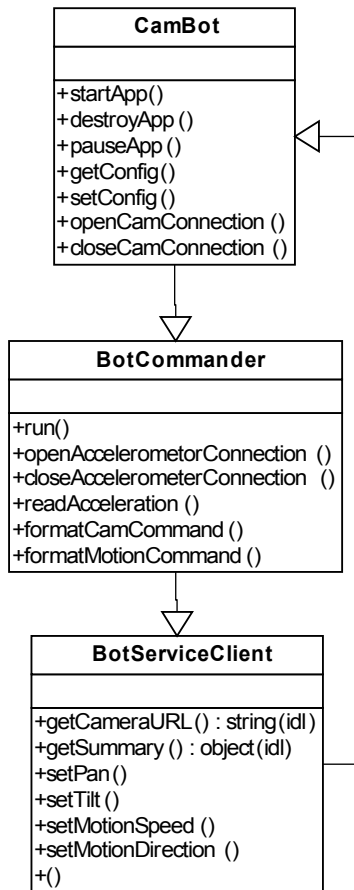 CamBot
+startApp()
+destroyApp ()
+pauseApp ()
+getConfig()
+setConfig()
+openCamConnection ()
+closeCamConnection ()
BotCommander
+run()
+openAccelerometorConnection ()
+closeAccelerometerConnection ()
+readAcceleration ()
+formatCamCommand ()
+formatMotionCommand ()
BotServiceClient
+getCameraURL() : string(idl)
+getSummary () : object(idl)
+setPan()
+setTilt()
+setMotionSpeed ()
+setMotionDirection ()
+()